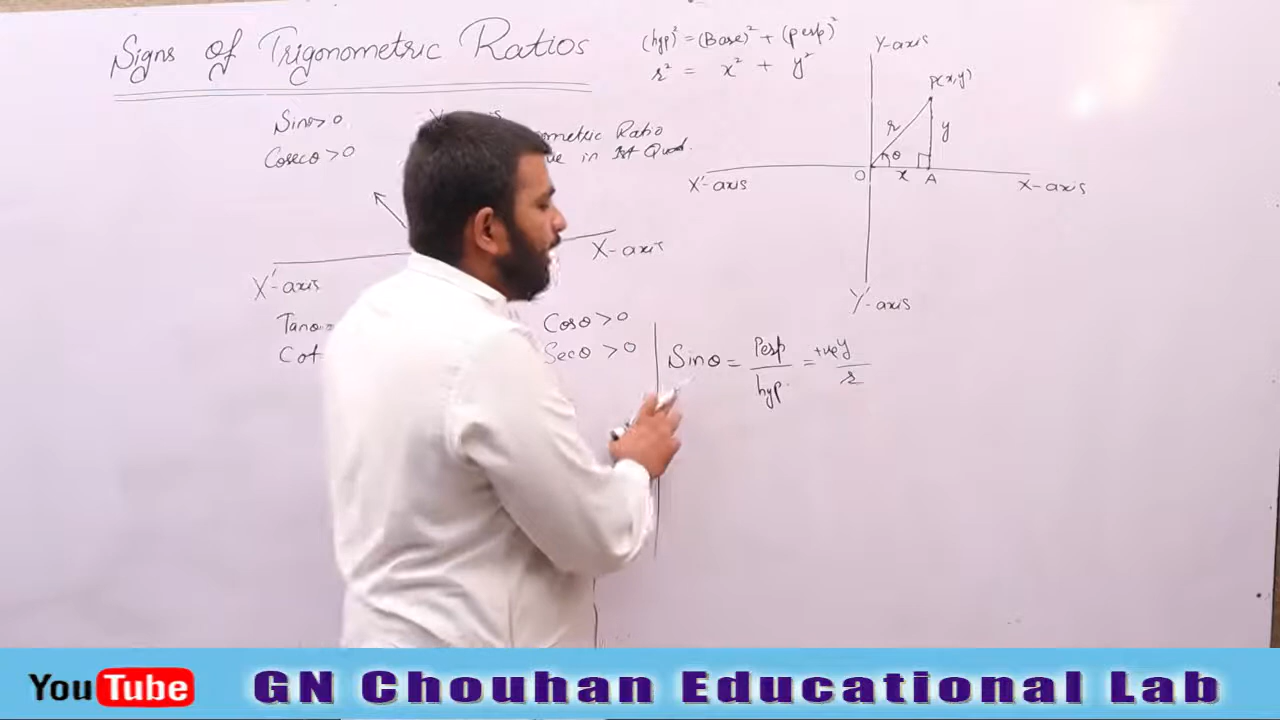 Signs of Trigonometric Ratios
Sinθ > 0
Cosecθ > 0
Ratio
in 1st Quad.
X'-axis
X-axis
Tanθ
Cot
Cosθ > 0
Secθ > 0
(hyp)² = (Base)² + (perp)²
r² = x² + y²
Y-axis
P(x,y)
r
y
θ
X'-axis
O
x
A
X-axis
Y'-axis
Sinθ = Perp/hyp. = +ve y/r
YouTube
GN Chouhan Educational Lab